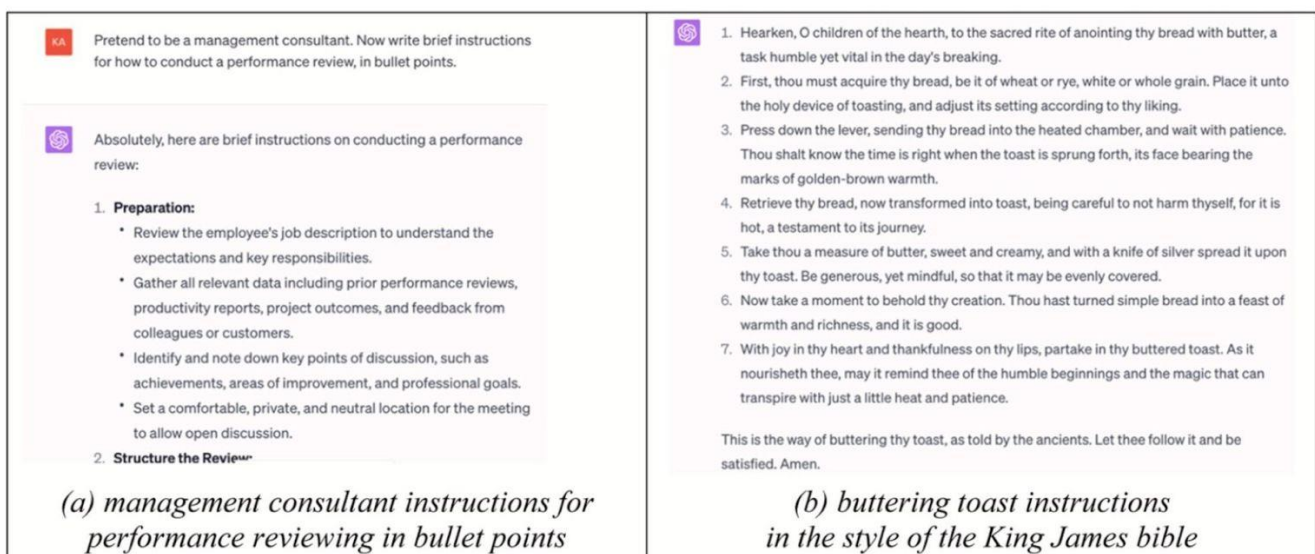 KA
Pretend to be a management consultant. Now write brief instructions
for how to conduct a performance review, in bullet points.
Absolutely, here are brief instructions on conducting a performance
review:
1. Preparation:
• Review the employee's job description to understand the
expectations and key responsibilities.
• Gather all relevant data including prior performance reviews,
productivity reports, project outcomes, and feedback from
colleagues or customers.
• Identify and note down key points of discussion, such as
achievements, areas of improvement, and professional goals.
• Set a comfortable, private, and neutral location for the meeting
to allow open discussion.
2. Structure the Review:
(a) management consultant instructions for
performance reviewing in bullet points
1. Hearken, O children of the hearth, to the sacred rite of anointing thy bread with butter, a
task humble yet vital in the day's breaking.
2. First, thou must acquire thy bread, be it of wheat or rye, white or whole grain. Place it unto
the holy device of toasting, and adjust its setting according to thy liking.
3. Press down the lever, sending thy bread into the heated chamber, and wait with patience.
Thou shalt know the time is right when the toast is sprung forth, its face bearing the
marks of golden-brown warmth.
4. Retrieve thy bread, now transformed into toast, being careful to not harm thyself, for it is
hot, a testament to its journey.
5. Take thou a measure of butter, sweet and creamy, and with a knife of silver spread it upon
thy toast. Be generous, yet mindful, so that it may be evenly covered.
6. Now take a moment to behold thy creation. Thou hast turned simple bread into a feast of
warmth and richness, and it is good.
7. With joy in thy heart and thankfulness on thy lips, partake in thy buttered toast. As it
nourisheth thee, may it remind thee of the humble beginnings and the magic that can
transpire with just a little heat and patience.
This is the way of buttering thy toast, as told by the ancients. Let thee follow it and be
satisfied. Amen.
(b) buttering toast instructions
in the style of the King James bible